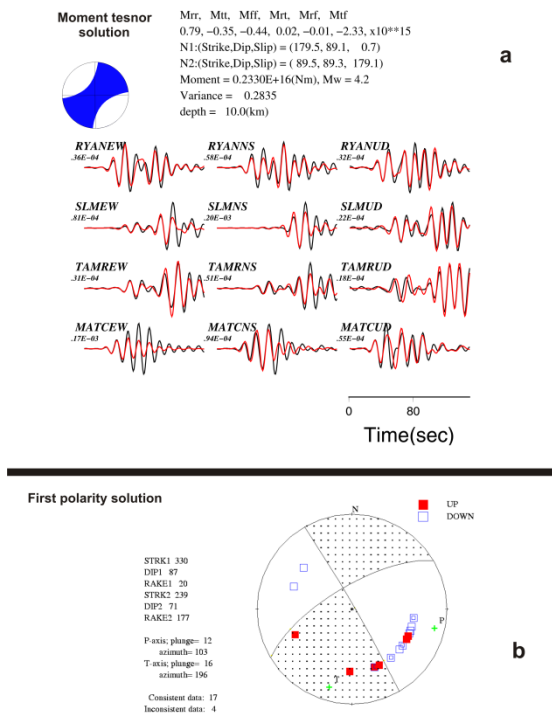 Moment tesnor
solution
Mrr, Mtt, Mff, Mrt, Mrf, Mtf
0.79, −0.35, −0.44, 0.02, −0.01, −2.33, x10**15
N1:(Strike,Dip,Slip) = (179.5, 89.1, 0.7)
N2:(Strike,Dip,Slip) = ( 89.5, 89.3, 179.1)
Moment = 0.2330E+16(Nm), Mw = 4.2
Variance = 0.2835
depth = 10.0(km)
a
RYANEW RYANNS RYANUD
.36E−04 .58E−04 .32E−04
SLMEW SLMNS SLMUD
.81E−04 .20E−03 .22E−04
TAMREW TAMRNS TAMRUD
.31E−04 .51E−04 .18E−04
MATCEW MATCNS MATCUD
.17E−03 .94E−04 .55E−04
0 80
Time(sec)
First polarity solution
N
UP
DOWN
STRK1 330
DIP1 87
RAKE1 20
STRK2 239
DIP2 71
RAKE2 177
P-axis; plunge= 12
azimuth= 103
T-axis; plunge= 16
azimuth= 196
Consistent data: 17
Inconsistent data: 4
P
T
b